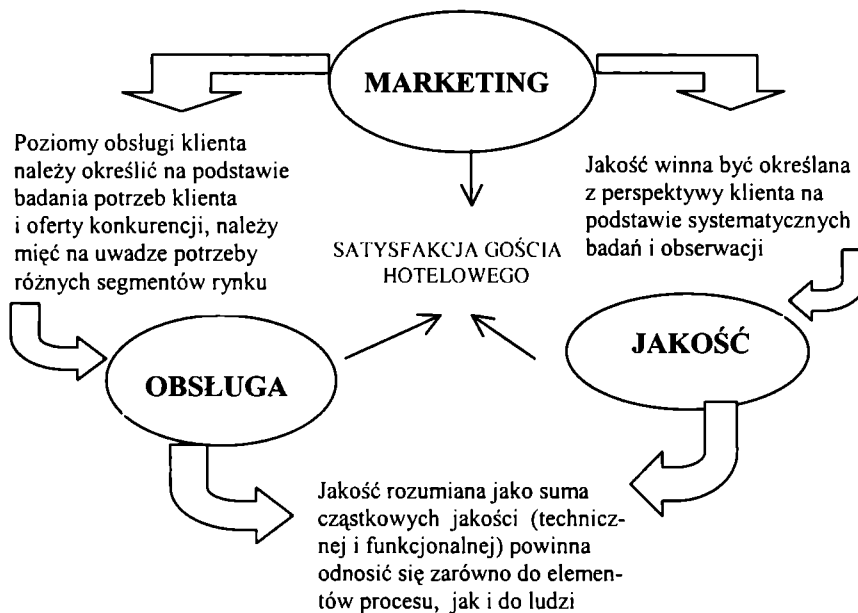 MARKETING
Poziomy obsługi klienta
należy określić na podstawie
badania potrzeb klienta
i oferty konkurencji, należy
mięć na uwadze potrzeby
różnych segmentów rynku
Jakość winna być określana
z perspektywy klienta na
podstawie systematycznych
badań i obserwacji
SATYSFAKCJA GOŚCIA
HOTELOWEGO
OBSŁUGA
JAKOŚĆ
Jakość rozumiana jako suma
cząstkowych jakości (technicz-
nej i funkcjonalnej) powinna
odnosić się zarówno do elemen-
tów procesu, jak i do ludzi